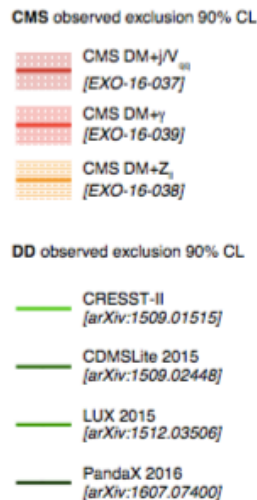 CMS observed exclusion 90% CL
CMS DM+j/Vqq
[EXO-16-037]
CMS DM+γ
[EXO-16-039]
CMS DM+Zll
[EXO-16-038]
DD observed exclusion 90% CL
CRESST-II
[arXiv:1509.01515]
CDMSLite 2015
[arXiv:1509.02448]
LUX 2015
[arXiv:1512.03506]
PandaX 2016
[arXiv:1607.07400]